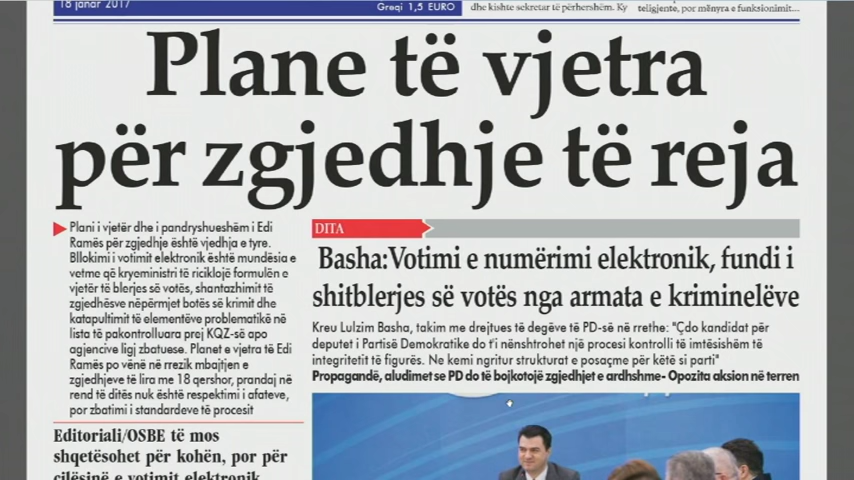 18 janar 2017
Greqi 1,5 EURO
dhe kishte sekretar të përhershëm. Ky
teligjente, por mënyra e funksionimit...
Plane të vjetra
për zgjedhje të reja
Plani i vjetër dhe i pandryshueshëm i Edi
Ramës për zgjedhje është vjedhja e tyre.
Bllokimi i votimit elektronik është mundësia e
vetme që kryeministri të riciklojë formulën e
vjetër të blerjes së votës, shantazhimit të
zgjedhësve nëpërmjet botës së krimit dhe
katapultimit të elementëve problematikë në
lista të pakontrolluara prej KQZ-së apo
agjencive ligj zbatuese. Planet e vjetra të Edi
Ramës po vënë në rrezik mbajtjen e
zgjedhjeve të lira me 18 qershor, prandaj në
rend të ditës nuk është respektimi i afateve,
por zbatimi i standardeve të procesit
Editoriali/OSBE të mos
shqetësohet për kohën, por për
cilësinë e votimit elektronik
DITA
Basha:Votimi e numërimi elektronik, fundi i
shitblerjes së votës nga armata e kriminelëve
Kreu Lulzim Basha, takim me drejtues të degëve të PD-së në rrethe: "Çdo kandidat për
deputet i Partisë Demokratike do t'i nënshtrohet një procesi kontrolli të imtësishëm të
integritetit të figurës. Ne kemi ngritur strukturat e posaçme për këtë si parti"
Propagandë, aludimet se PD do të bojkotojë zgjedhjet e ardhshme- Opozita aksion në terren